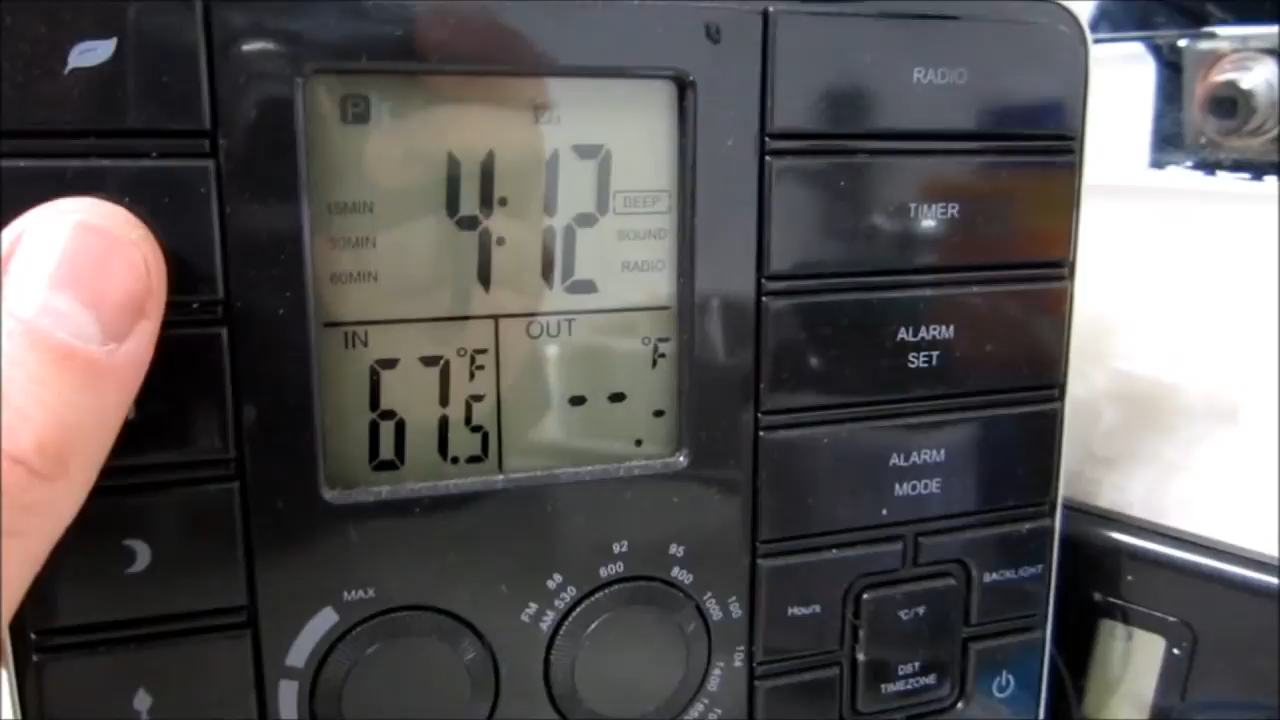 RADIO
P
4:12
15MIN
BEEP
TIMER
30MIN
SOUND
60MIN
RADIO
IN
OUT
ALARM
SET
67.5
°F
--.-
°F
ALARM
MODE
MAX
FM 88 92 95 100 104
AM 530 600 800 1000 1400
BACKLIGHT
Hours
°C/°F
DST
TIMEZONE